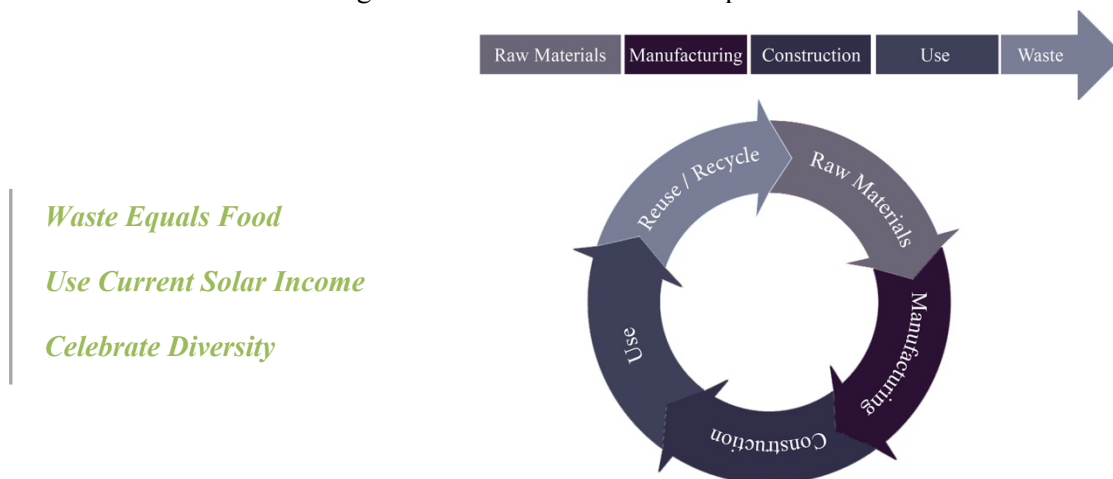 Raw Materials Manufacturing Construction Use Waste
Waste Equals Food
Use Current Solar Income
Celebrate Diversity
Raw Materials
Manufacturing
Construction
Use
Reuse / Recycle